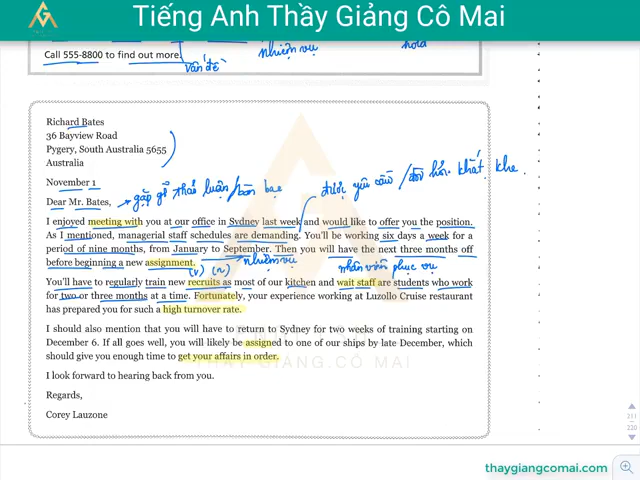 Tiếng Anh Thầy Giảng Cô Mai
Call 555-8800 to find out more.
nhiệm vụ
hold
vấn đề
Richard Bates
36 Bayview Road
Pygery, South Australia 5655
Australia
November 1
gặp gỡ thảo luận/bàn bạc
được yêu cầu/đòi hỏi khắt khe
Dear Mr. Bates,
I enjoyed meeting with you at our office in Sydney last week and would like to offer you the position.
As I mentioned, managerial staff schedules are demanding. You'll be working six days a week for a
period of nine months, from January to September. Then you will have the next three months off
before beginning a new assignment.
nhiệm vụ
(v) (n)
nhân viên phục vụ
You'll have to regularly train new recruits as most of our kitchen and wait staff are students who work
for two or three months at a time. Fortunately, your experience working at Luzollo Cruise restaurant
has prepared you for such a high turnover rate.
I should also mention that you will have to return to Sydney for two weeks of training starting on
December 6. If all goes well, you will likely be assigned to one of our ships by late December, which
should give you enough time to get your affairs in order.
THẦY GIẢNG.CÔ MAI
I look forward to hearing back from you.
Regards,
Corey Lauzone
211
220
thaygiangcomai.com